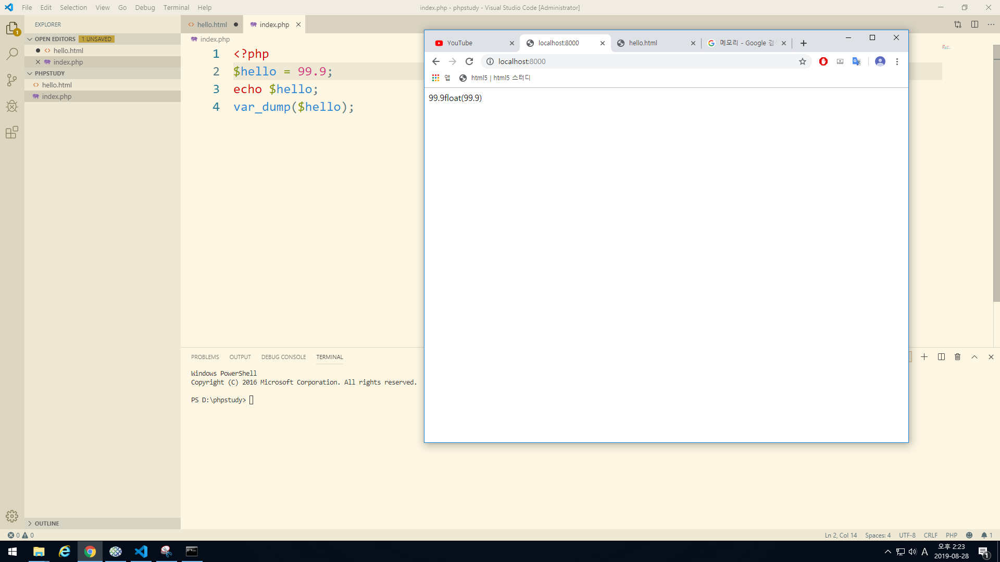 File Edit Selection View Go Debug Terminal Help
index.php - phpstudy - Visual Studio Code [Administrator]
EXPLORER
1
OPEN EDITORS 1 UNSAVED
hello.html
index.php
PHPSTUDY
hello.html
index.php
OUTLINE
hello.html index.php
index.php
1 <?php
2 $hello = 99.9;
3 echo $hello;
4 var_dump($hello);
YouTube localhost:8000 hello.html 메모리 - Google
localhost:8000
앱 html5 | html5 스터디
99.9float(99.9)
PROBLEMS OUTPUT DEBUG CONSOLE TERMINAL
Windows PowerShell
Copyright (C) 2016 Microsoft Corporation. All rights reserved.
PS D:\phpstudy>
0 0 Ln 2, Col 14 Spaces: 4 UTF-8 CRLF PHP 1
A 오후 2:23
2019-08-28
1